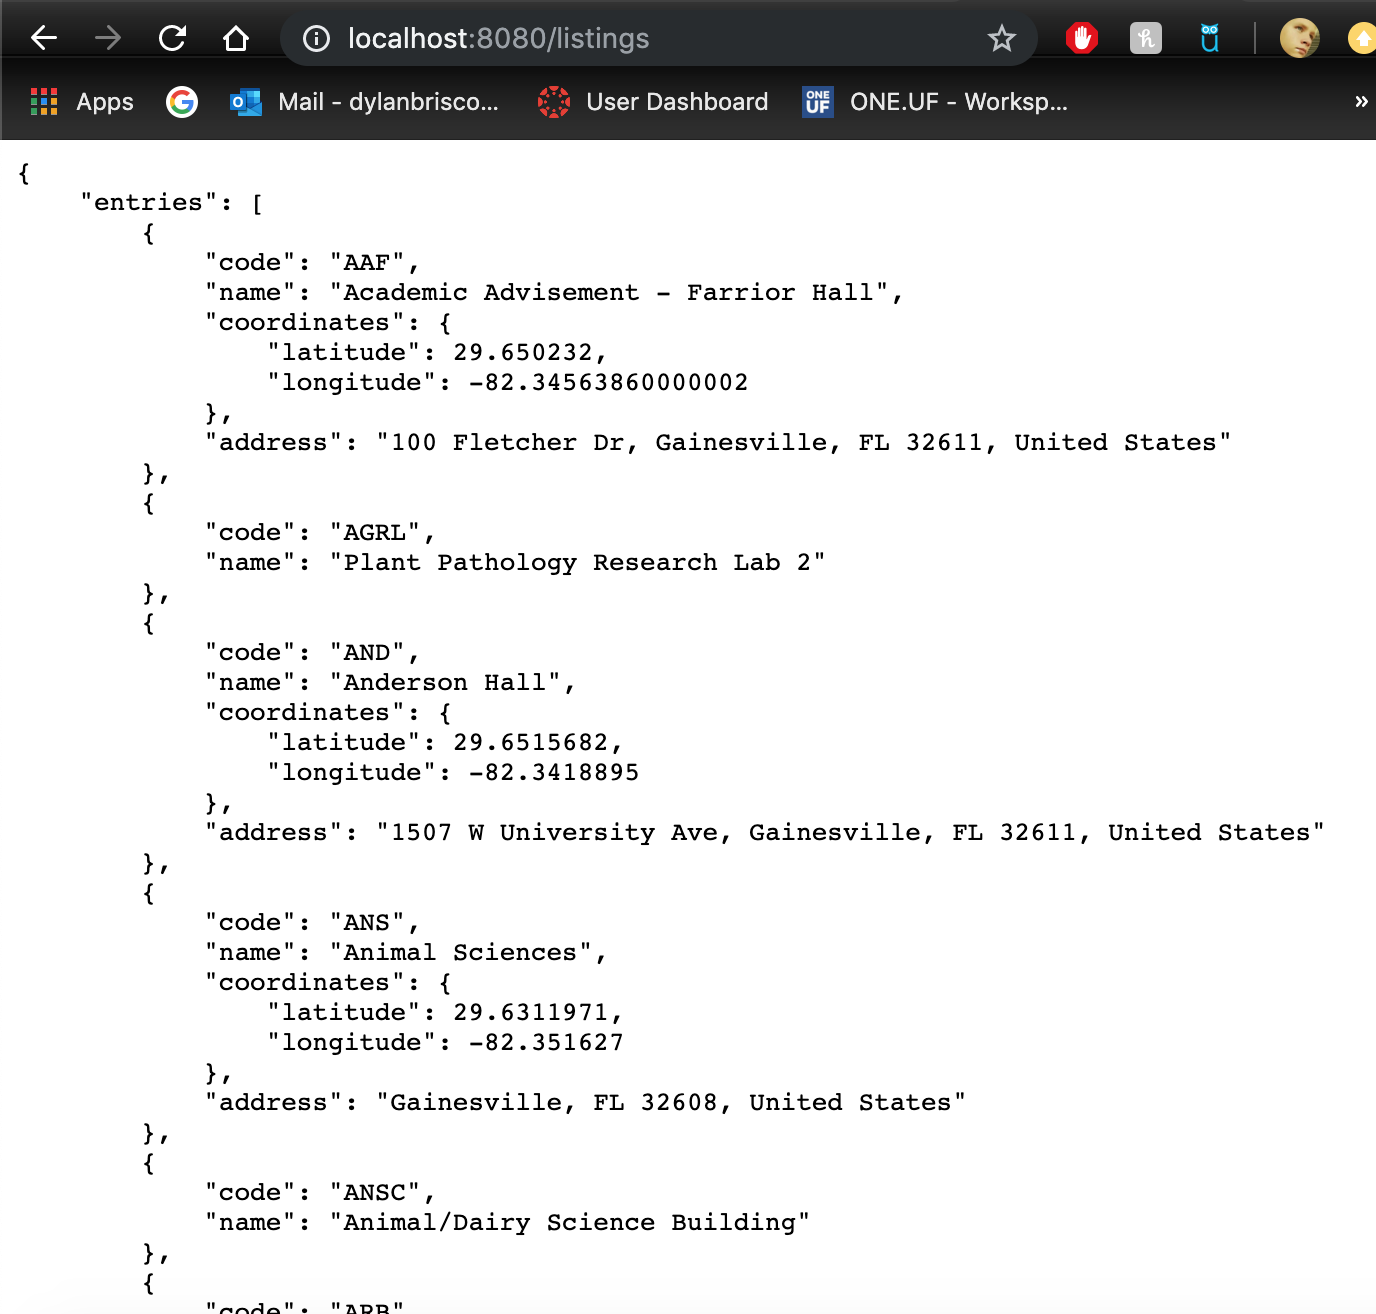 localhost:8080/listings
Apps
Mail - dylanbrisco...
User Dashboard
ONE UF
ONE.UF - Worksp...
»
{
    "entries": [
        {
            "code": "AAF",
            "name": "Academic Advisement - Farrior Hall",
            "coordinates": {
                "latitude": 29.650232,
                "longitude": -82.34563860000002
            },
            "address": "100 Fletcher Dr, Gainesville, FL 32611, United States"
        },
        {
            "code": "AGRL",
            "name": "Plant Pathology Research Lab 2"
        },
        {
            "code": "AND",
            "name": "Anderson Hall",
            "coordinates": {
                "latitude": 29.6515682,
                "longitude": -82.3418895
            },
            "address": "1507 W University Ave, Gainesville, FL 32611, United States"
        },
        {
            "code": "ANS",
            "name": "Animal Sciences",
            "coordinates": {
                "latitude": 29.6311971,
                "longitude": -82.351627
            },
            "address": "Gainesville, FL 32608, United States"
        },
        {
            "code": "ANSC",
            "name": "Animal/Dairy Science Building"
        },
        {
            "code": "ARB"